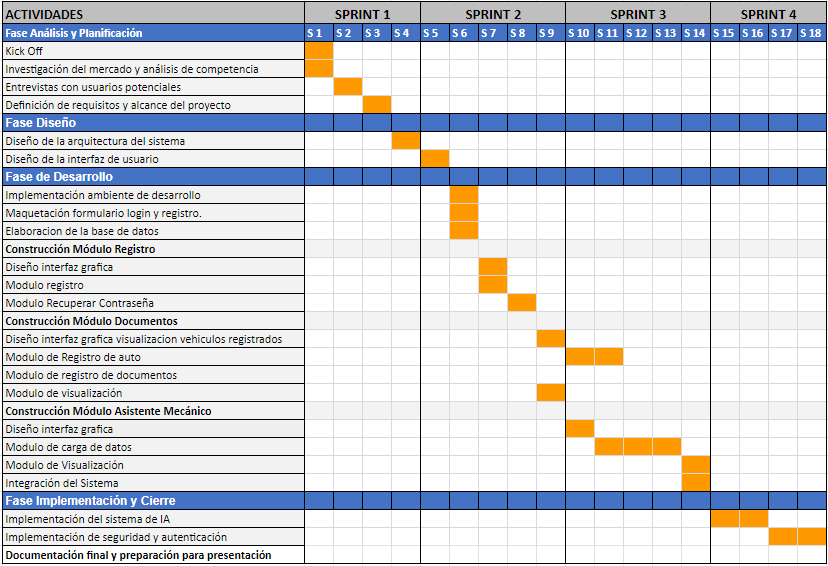 ACTIVIDADES SPRINT 1 SPRINT 2 SPRINT 3 SPRINT 4
Fase Análisis y Planificación S 1 S 2 S 3 S 4 S 5 S 6 S 7 S 8 S 9 S 10 S 11 S 12 S 13 S 14 S 15 S 16 S 17 S 18
Kick Off
Investigación del mercado y análisis de competencia
Entrevistas con usuarios potenciales
Definición de requisitos y alcance del proyecto
Fase Diseño
Diseño de la arquitectura del sistema
Diseño de la interfaz de usuario
Fase de Desarrollo
Implementación ambiente de desarrollo
Maquetación formulario login y registro.
Elaboracion de la base de datos
Construcción Módulo Registro
Diseño interfaz grafica
Modulo registro
Modulo Recuperar Contraseña
Construcción Módulo Documentos
Diseño interfaz grafica visualizacion vehiculos registrados
Modulo de Registro de auto
Modulo de registro de documentos
Modulo de visualización
Construcción Módulo Asistente Mecánico
Diseño interfaz grafica
Modulo de carga de datos
Modulo de Visualización
Integración del Sistema
Fase Implementación y Cierre
Implementación del sistema de IA
Implementación de seguridad y autenticación
Documentación final y preparación para presentación